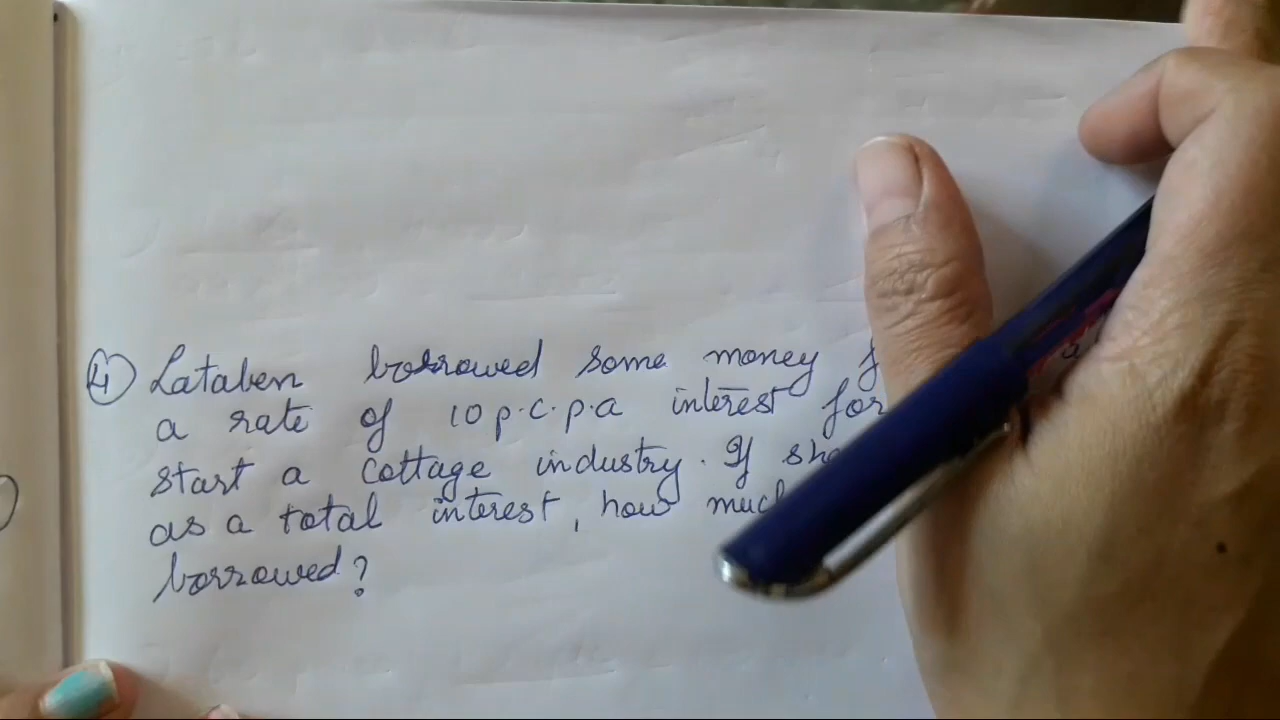 4 Lataben borrowed some money
a rate of 10 p.c.p.a interest for
start a cottage industry. If
as a total interest, how much
borrowed?